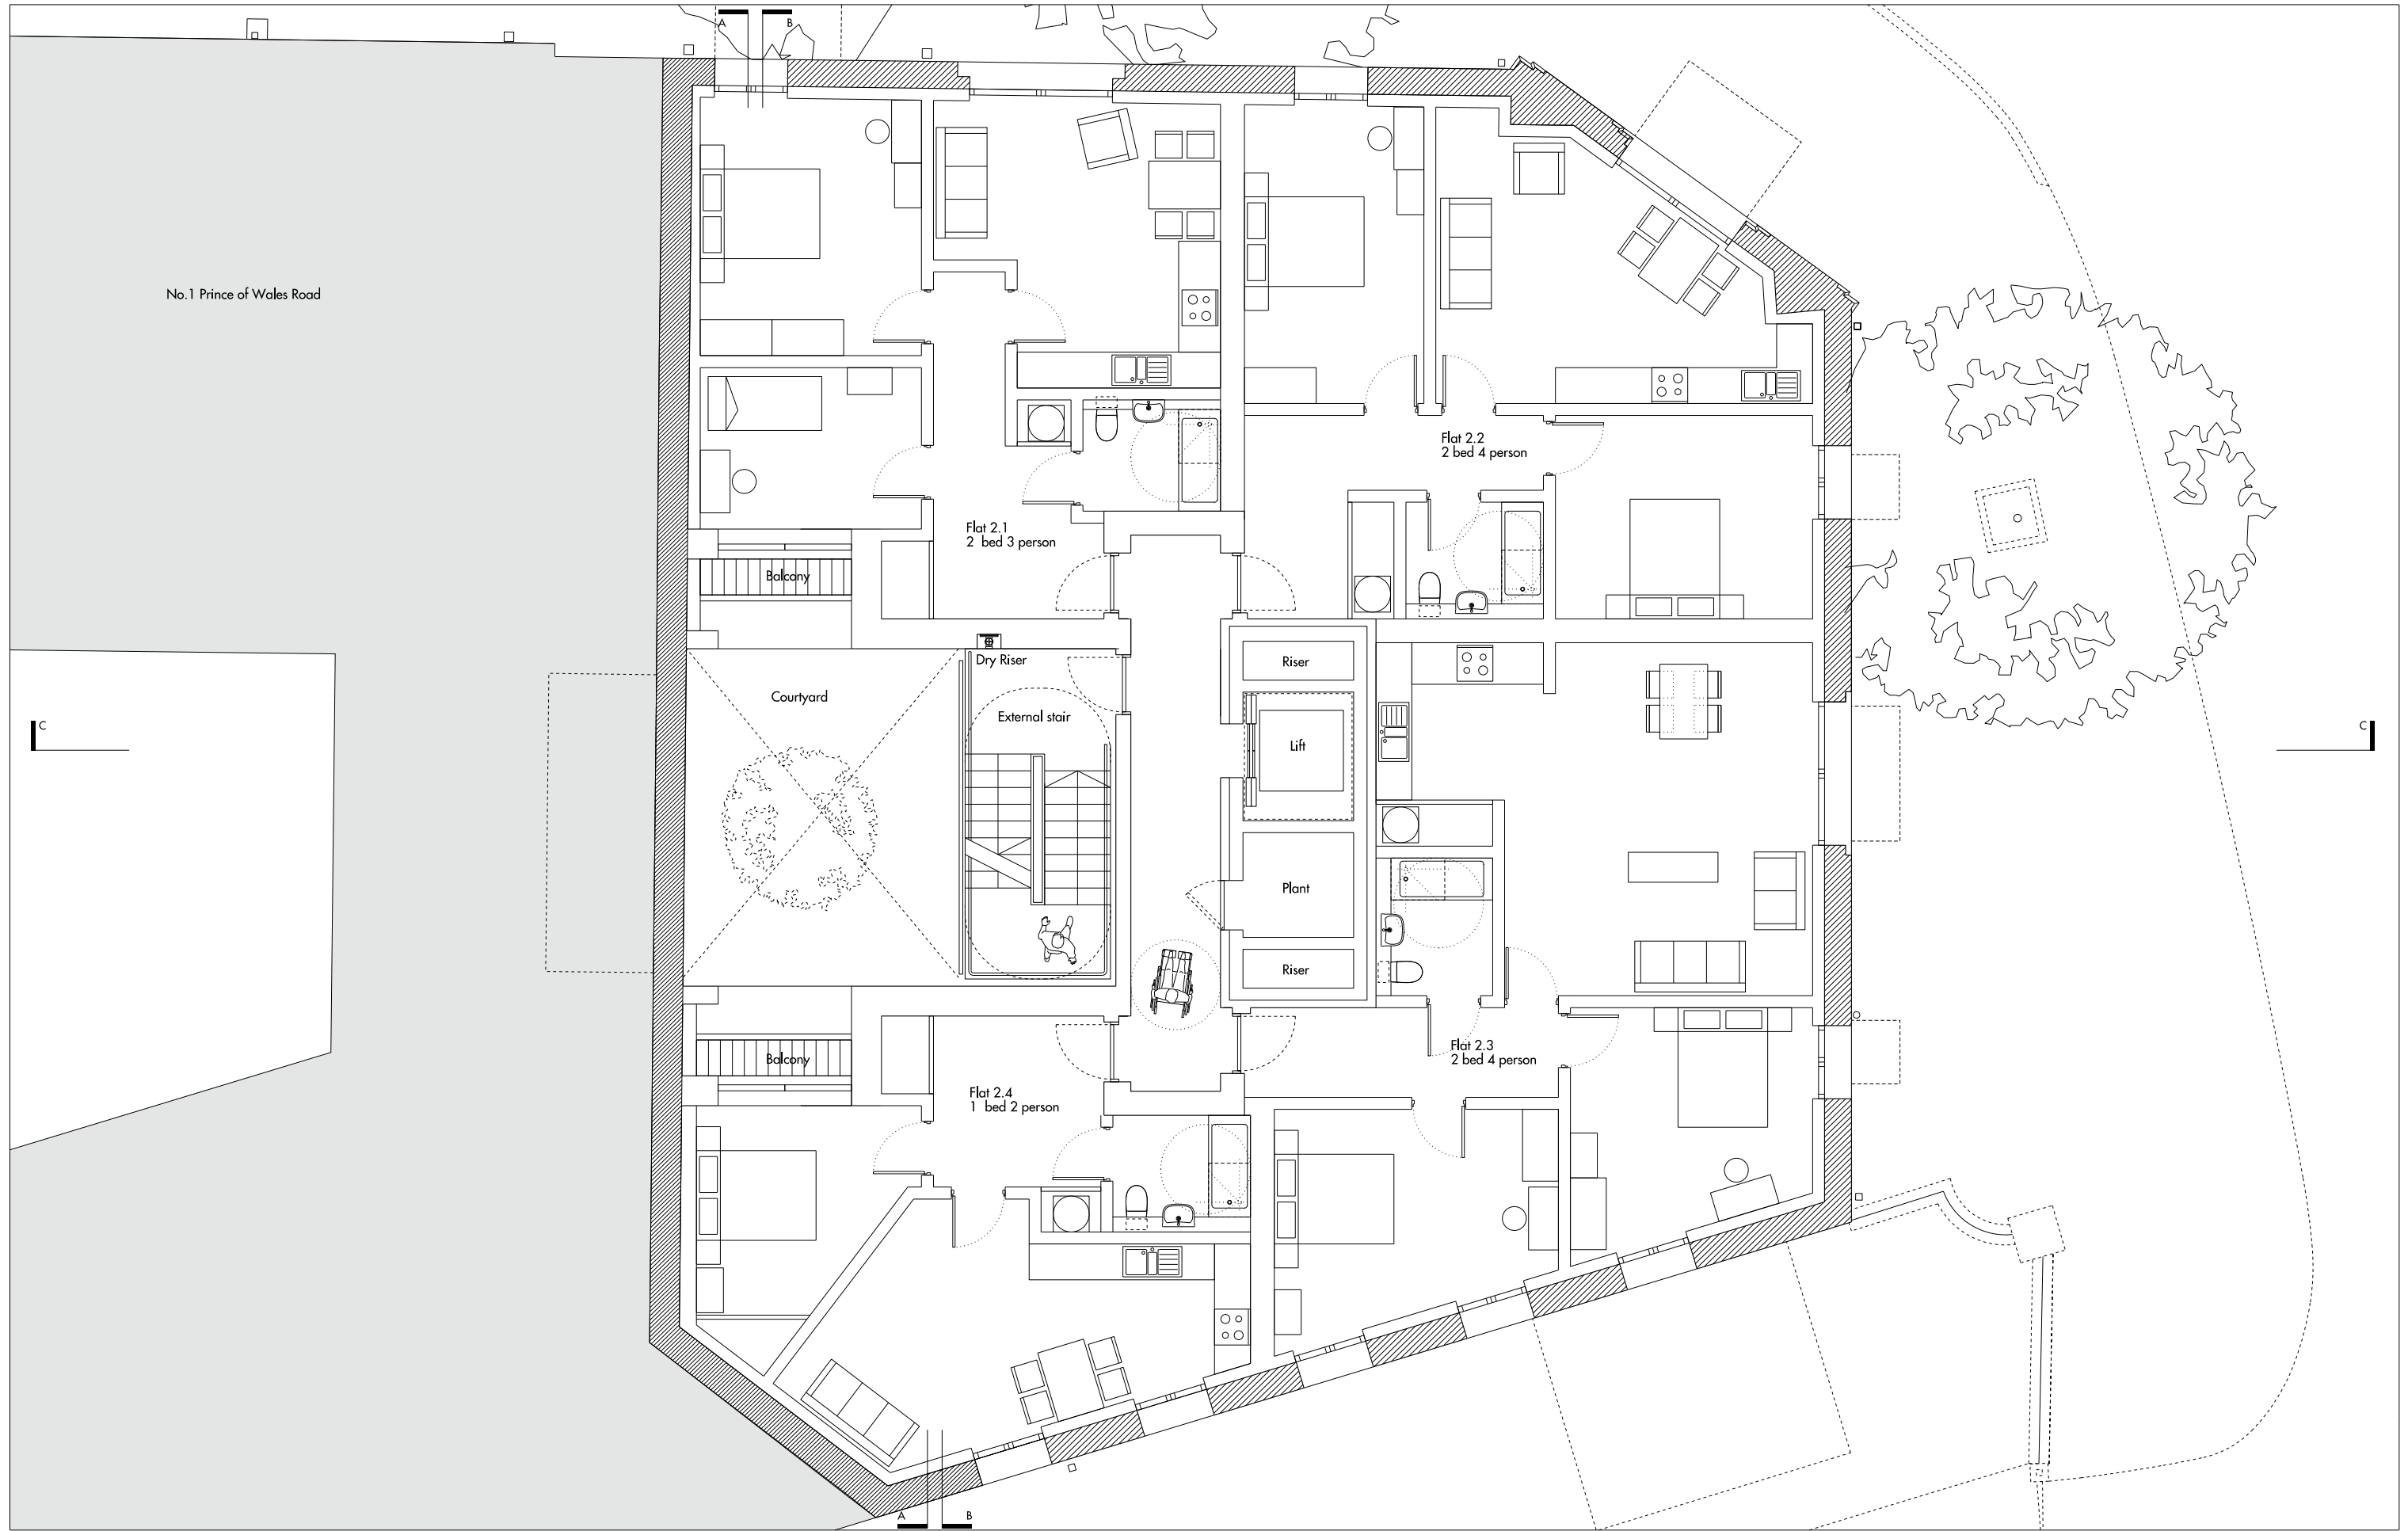 A
B
No.1 Prince of Wales Road
Flat 2.2
2 bed 4 person
Flat 2.1
2 bed 3 person
Balcony
Dry Riser
Riser
Courtyard
External stair
C
C
Lift
Plant
Riser
Flat 2.3
2 bed 4 person
Balcony
Flat 2.4
1 bed 2 person
A
B